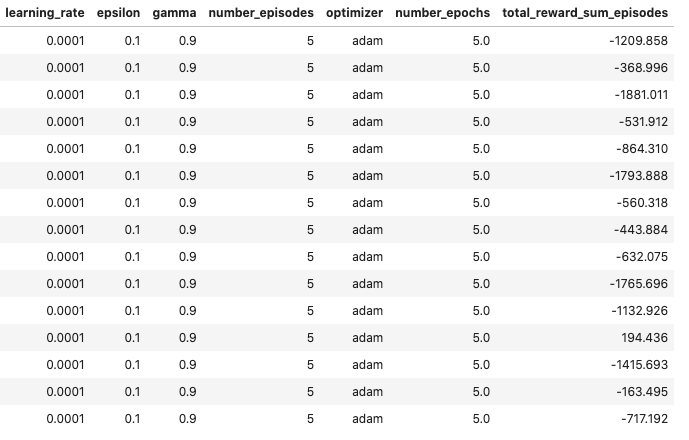 learning_rate epsilon gamma number_episodes optimizer number_epochs total_reward_sum_episodes
0.0001 0.1 0.9 5 adam 5.0 -1209.858
0.0001 0.1 0.9 5 adam 5.0 -368.996
0.0001 0.1 0.9 5 adam 5.0 -1881.011
0.0001 0.1 0.9 5 adam 5.0 -531.912
0.0001 0.1 0.9 5 adam 5.0 -864.310
0.0001 0.1 0.9 5 adam 5.0 -1793.888
0.0001 0.1 0.9 5 adam 5.0 -560.318
0.0001 0.1 0.9 5 adam 5.0 -443.884
0.0001 0.1 0.9 5 adam 5.0 -632.075
0.0001 0.1 0.9 5 adam 5.0 -1765.696
0.0001 0.1 0.9 5 adam 5.0 -1132.926
0.0001 0.1 0.9 5 adam 5.0 194.436
0.0001 0.1 0.9 5 adam 5.0 -1415.693
0.0001 0.1 0.9 5 adam 5.0 -163.495
0.0001 0.1 0.9 5 adam 5.0 -717.192